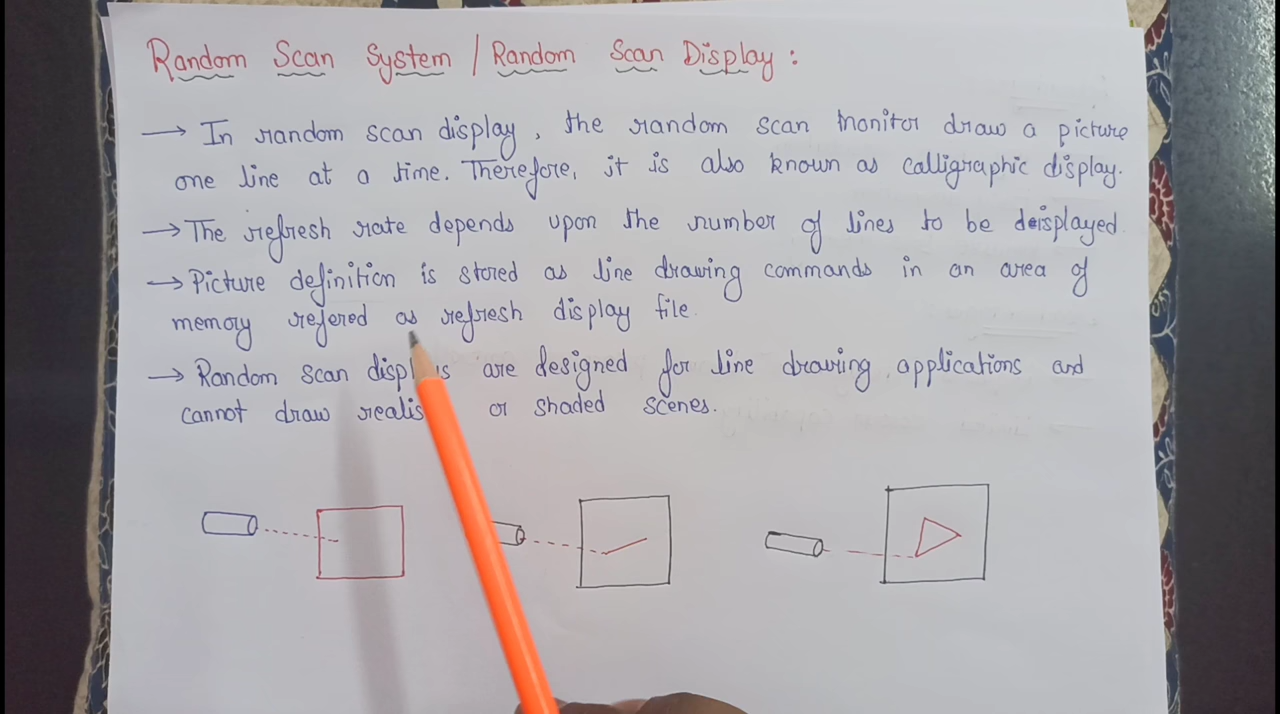 Random Scan System / Random Scan Display :
→ In random scan display, the random scan monitor draw a picture
one line at a time. Therefore, it is also known as calligraphic display.
→ The refresh rate depends upon the number of lines to be displayed
→ Picture definition is stored as line drawing commands in an area of
memory refered as refresh display file.
→ Random scan are designed for line drawing applications and
cannot draw or shaded scenes.